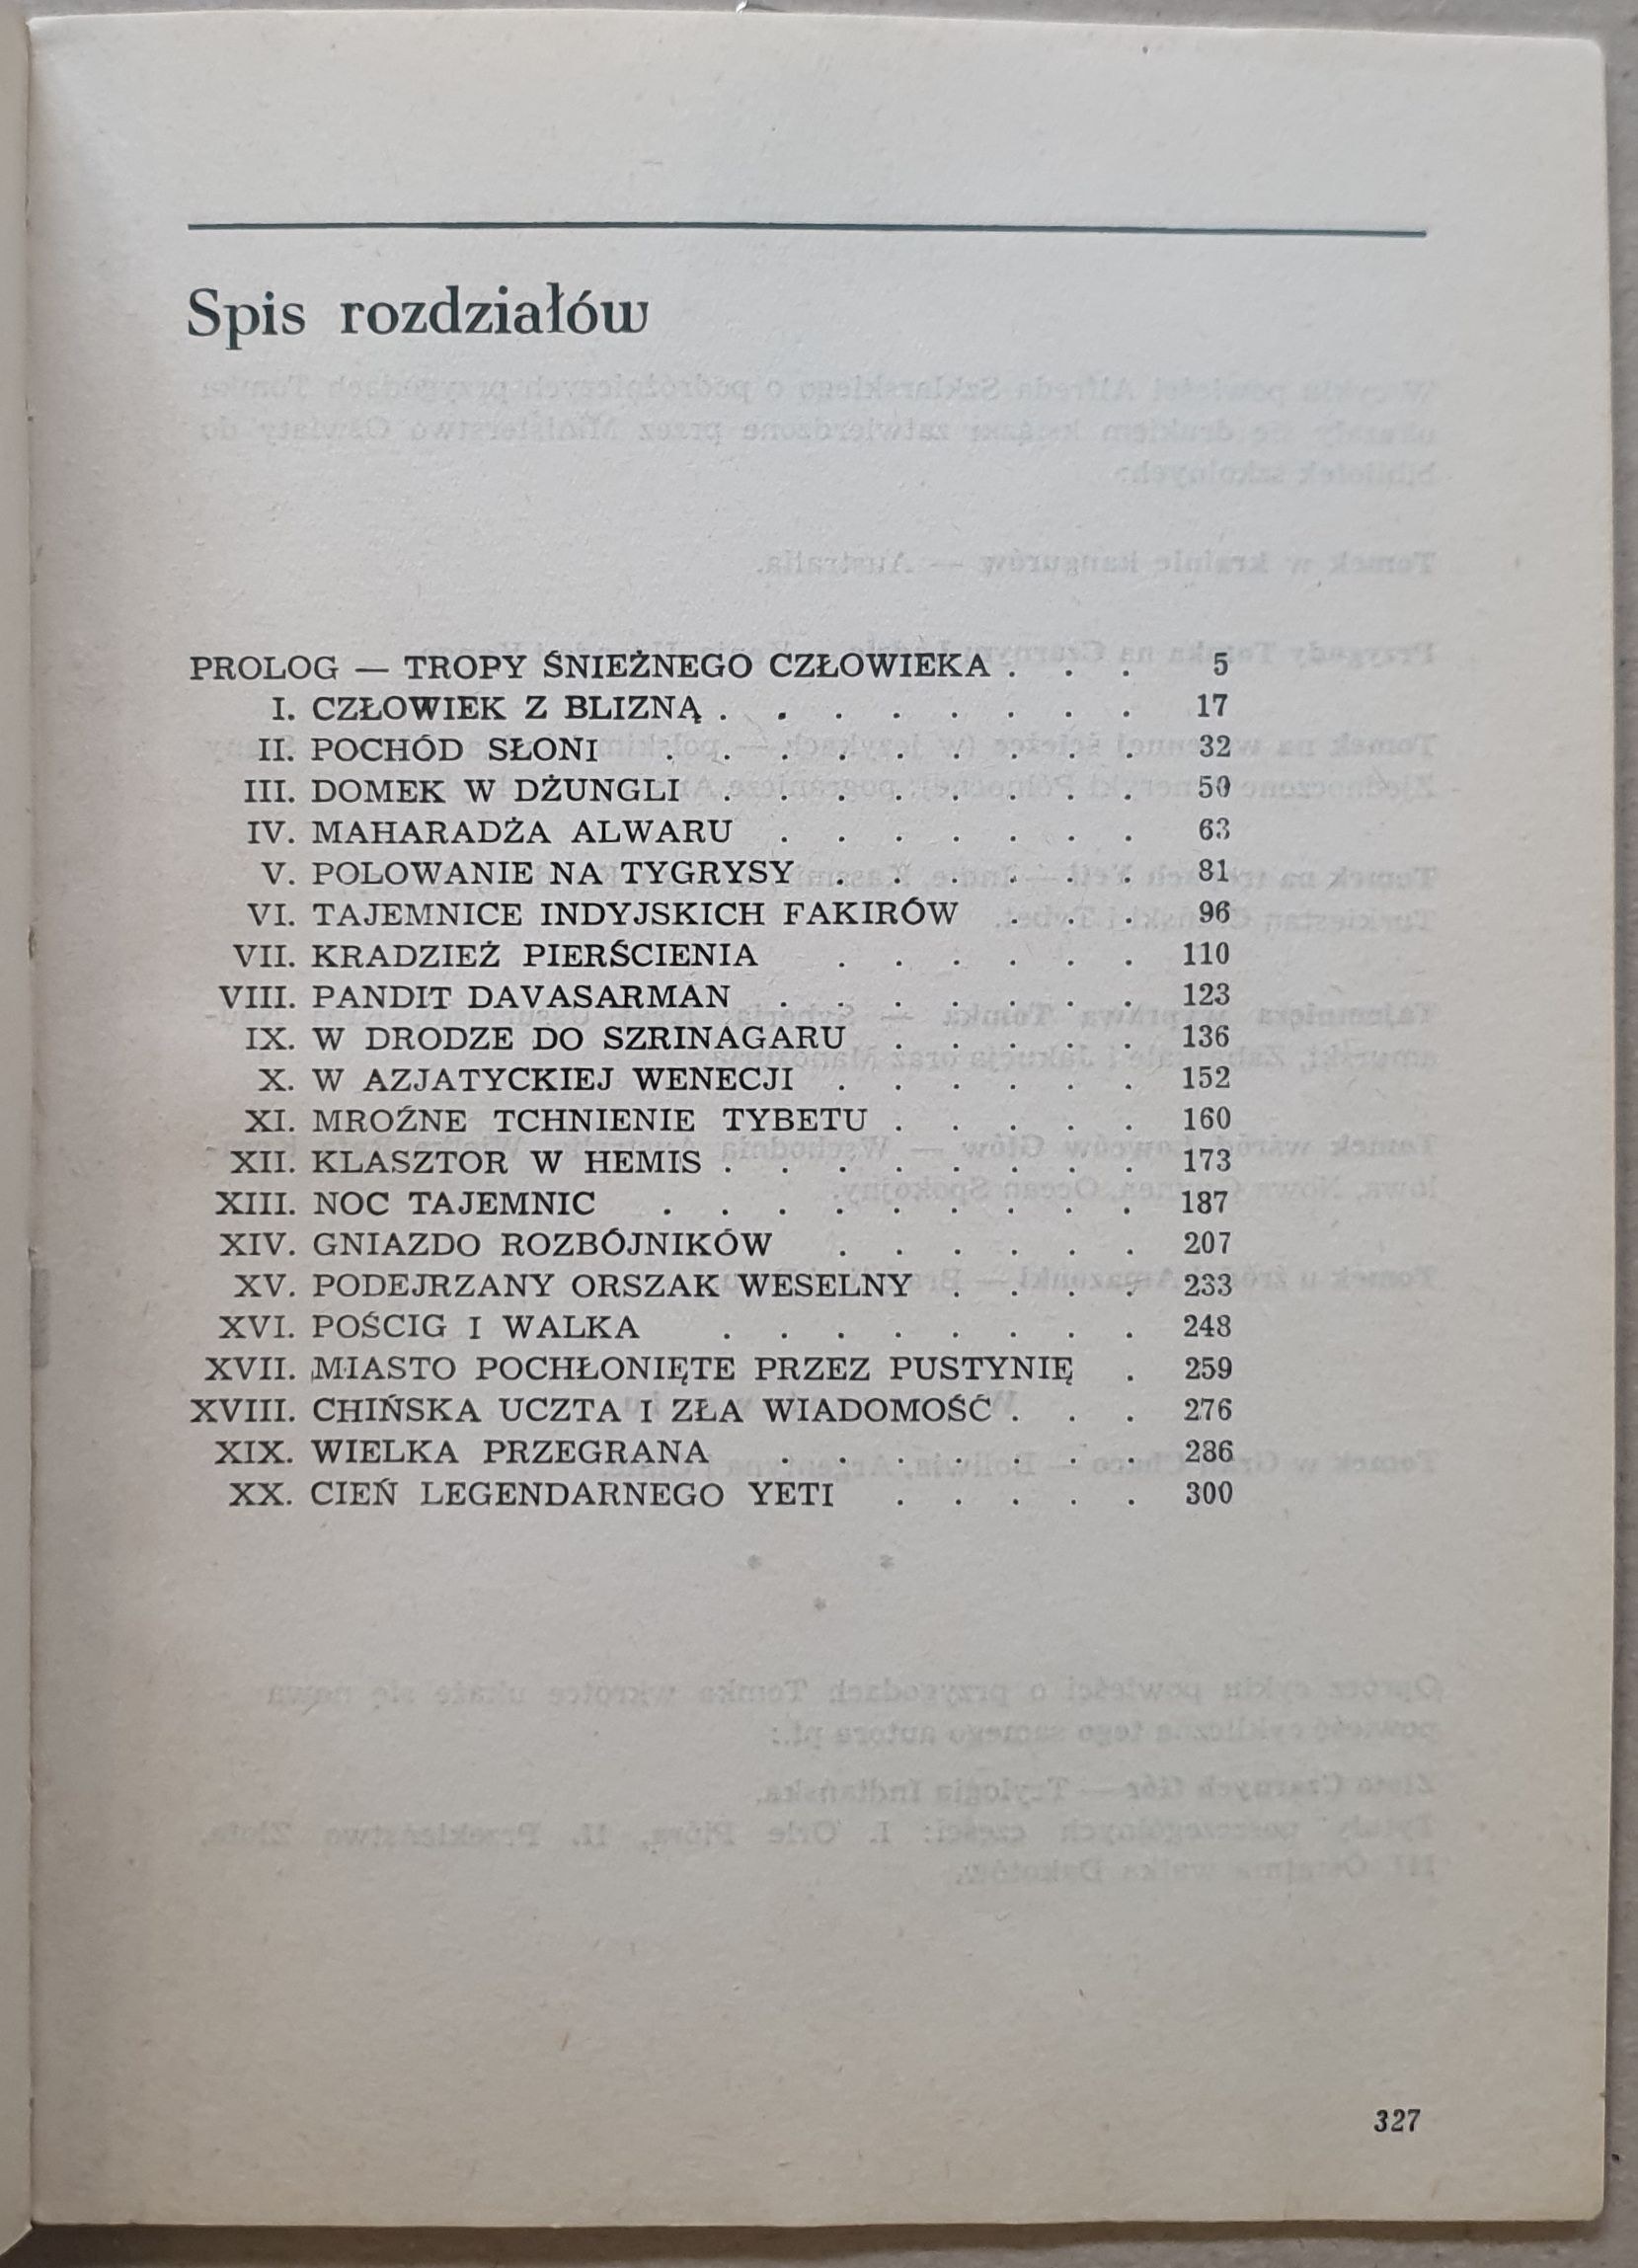 Spis rozdziałów
PROLOG — TROPY ŚNIEŻNEGO CZŁOWIEKA . . . 5
I. CZŁOWIEK Z BLIZNĄ . . . . . . . . 17
II. POCHÓD SŁONI . . . . . . . . . 32
III. DOMEK W DŻUNGLI . . . . . . . . 50
IV. MAHARADŻA ALWARU . . . . . . . 63
V. POLOWANIE NA TYGRYSY . . . . . . 81
VI. TAJEMNICE INDYJSKICH FAKIRÓW . . . 96
VII. KRADZIEŻ PIERŚCIENIA . . . . . . 110
VIII. PANDIT DAVASARMAN . . . . . . . 123
IX. W DRODZE DO SZRINAGARU . . . . . 136
X. W AZJATYCKIEJ WENECJI . . . . . . 152
XI. MROŹNE TCHNIENIE TYBETU . . . . . 160
XII. KLASZTOR W HEMIS . . . . . . . . 173
XIII. NOC TAJEMNIC . . . . . . . . . 187
XIV. GNIAZDO ROZBÓJNIKÓW . . . . . . 207
XV. PODEJRZANY ORSZAK WESELNY . . . . 233
XVI. POŚCIG I WALKA . . . . . . . . 248
XVII. MIASTO POCHŁONIĘTE PRZEZ PUSTYNIĘ . 259
XVIII. CHIŃSKA UCZTA I ZŁA WIADOMOŚĆ . . . 276
XIX. WIELKA PRZEGRANA . . . . . . . 286
XX. CIEŃ LEGENDARNEGO YETI . . . . . 300
327